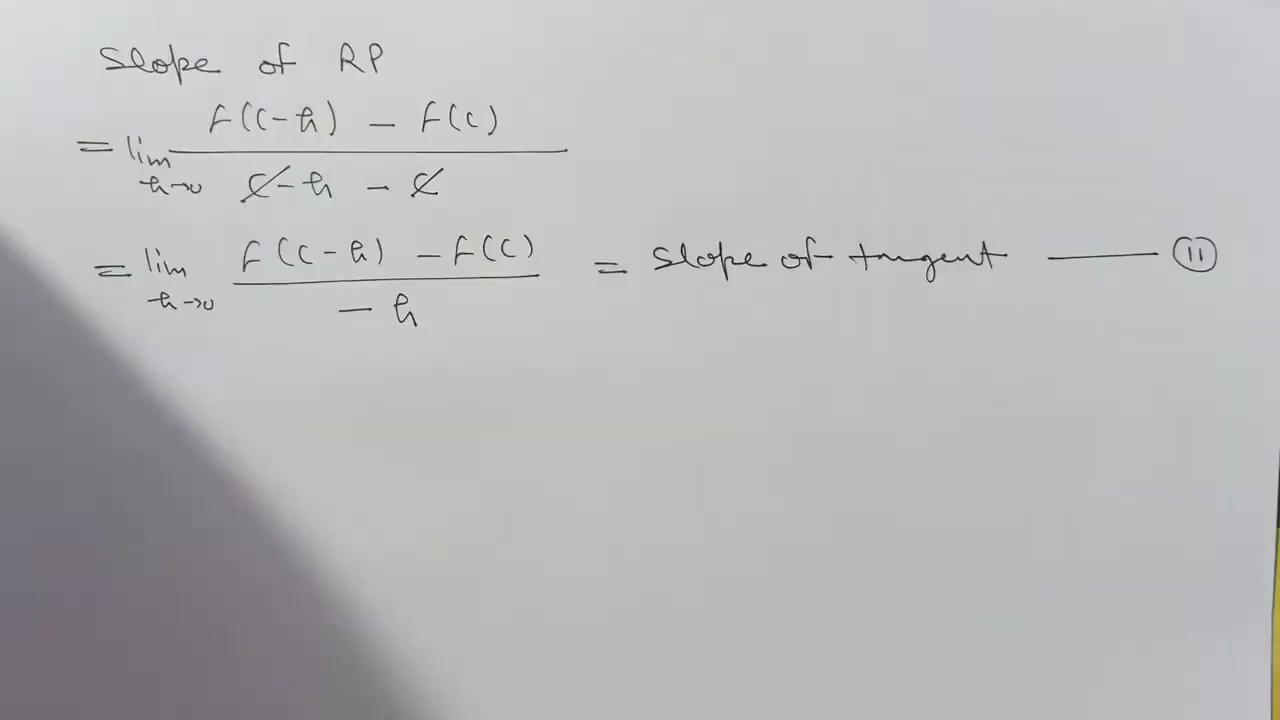 Slope of RP
= lim h→0 (f(c-h) - f(c)) / (c-h - c)
= lim h→0 (f(c-h) - f(c)) / (-h) = slope of tangent —— (ii)